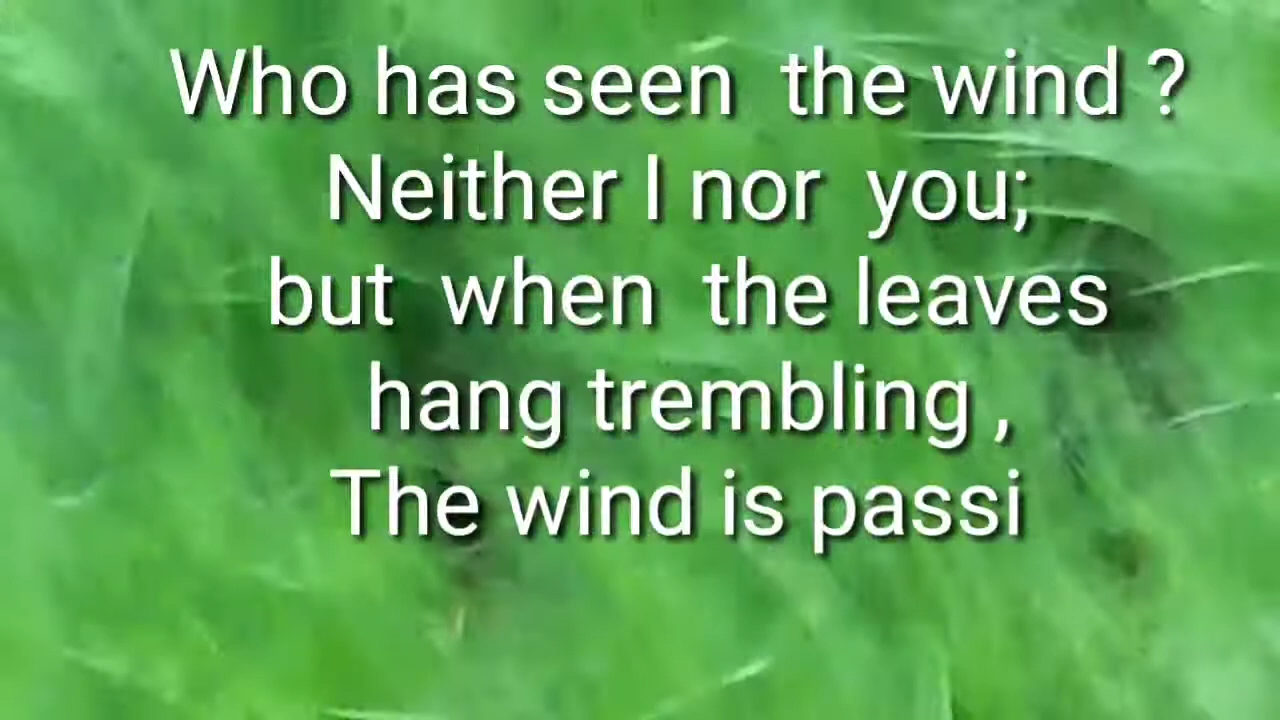 Who has seen the wind ?
Neither I nor you;
but when the leaves
hang trembling ,
The wind is passi